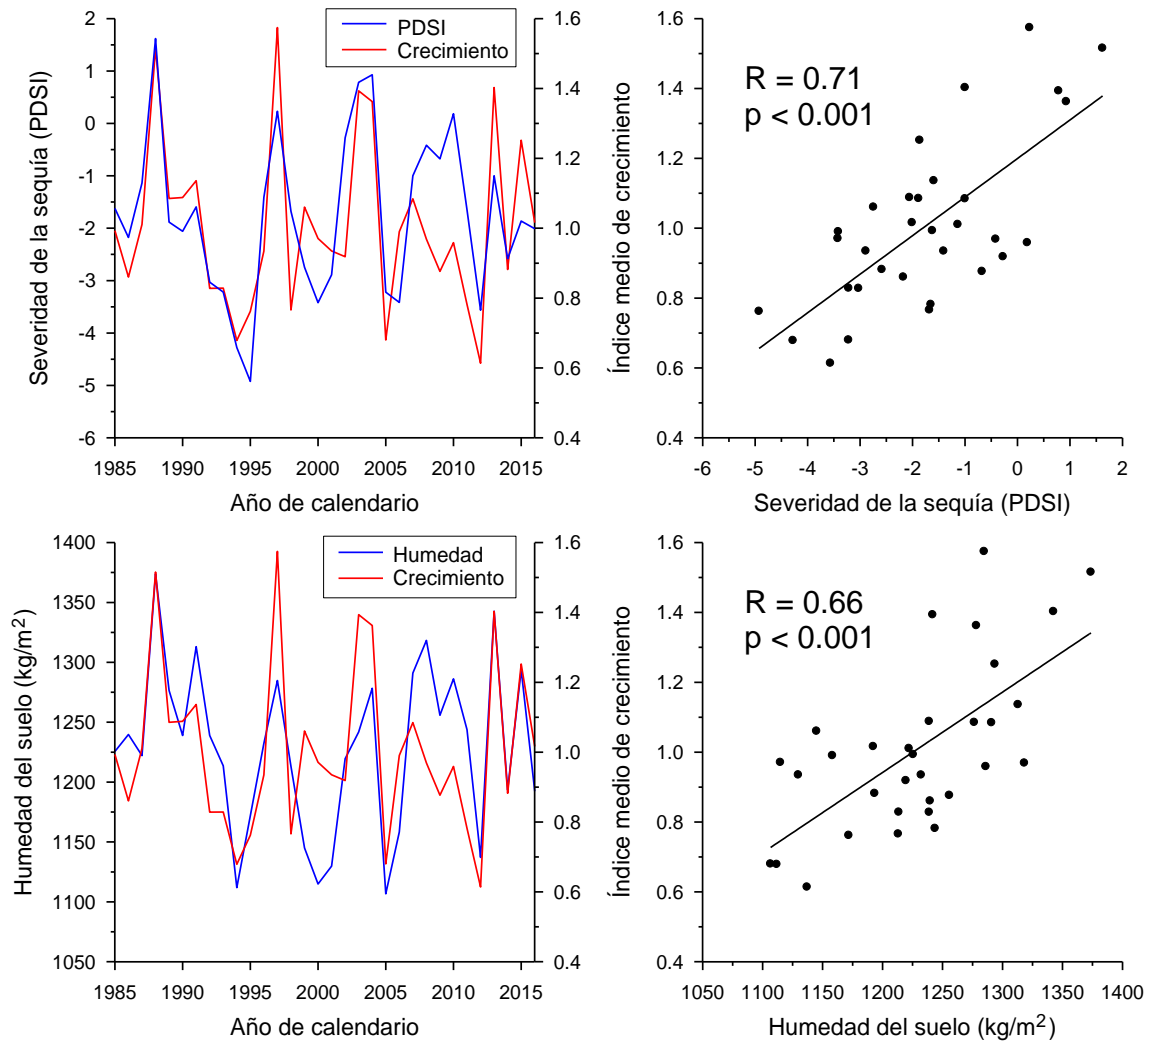 PDSI
Crecimiento
2
1
0
-1
-2
-3
-4
-5
-6
1.6
1.4
1.2
1.0
0.8
0.6
0.4
1985 1990 1995 2000 2005 2010 2015
Severidad de la sequía (PDSI)
Año de calendario
R = 0.71
p < 0.001
1.6
1.4
1.2
1.0
0.8
0.6
0.4
-6 -5 -4 -3 -2 -1 0 1 2
Índice medio de crecimiento
Severidad de la sequía (PDSI)
Humedad
Crecimiento
1400
1350
1300
1250
1200
1150
1100
1050
1.6
1.4
1.2
1.0
0.8
0.6
0.4
1985 1990 1995 2000 2005 2010 2015
Humedad del suelo (kg/m²)
Año de calendario
R = 0.66
p < 0.001
1.6
1.4
1.2
1.0
0.8
0.6
0.4
1050 1100 1150 1200 1250 1300 1350 1400
Índice medio de crecimiento
Humedad del suelo (kg/m²)